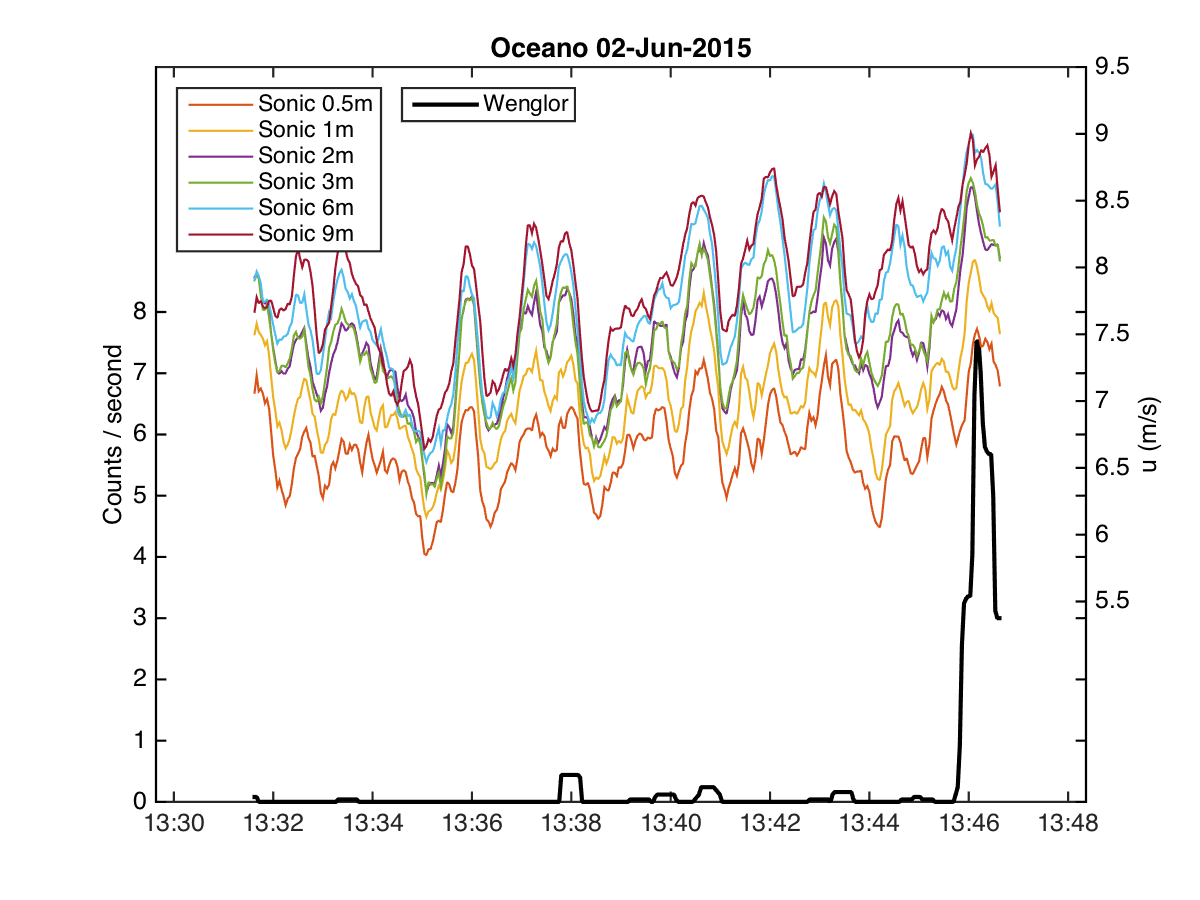 Oceano 02-Jun-2015
Sonic 0.5m
Sonic 1m
Sonic 2m
Sonic 3m
Sonic 6m
Sonic 9m
Wenglor
Counts / second
8
7
6
5
4
3
2
1
0
9.5
9
8.5
8
7.5
7
6.5
6
5.5
u (m/s)
13:30 13:32 13:34 13:36 13:38 13:40 13:42 13:44 13:46 13:48